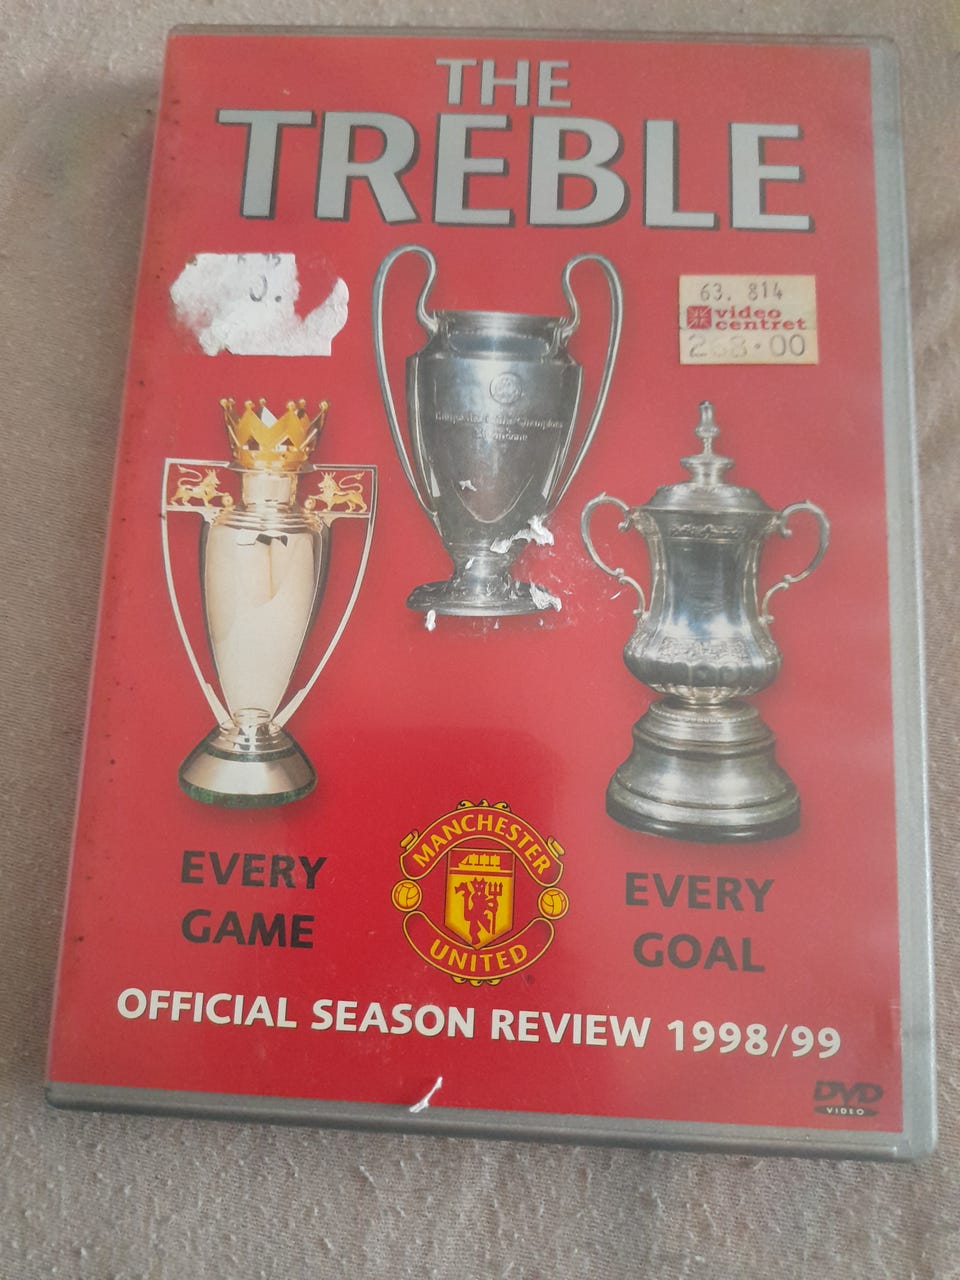 THE
TREBLE
63. 814
video
centret
EVERY
GAME
MANCHESTER
UNITED
EVERY
GOAL
OFFICIAL SEASON REVIEW 1998/99
DVD
VIDEO